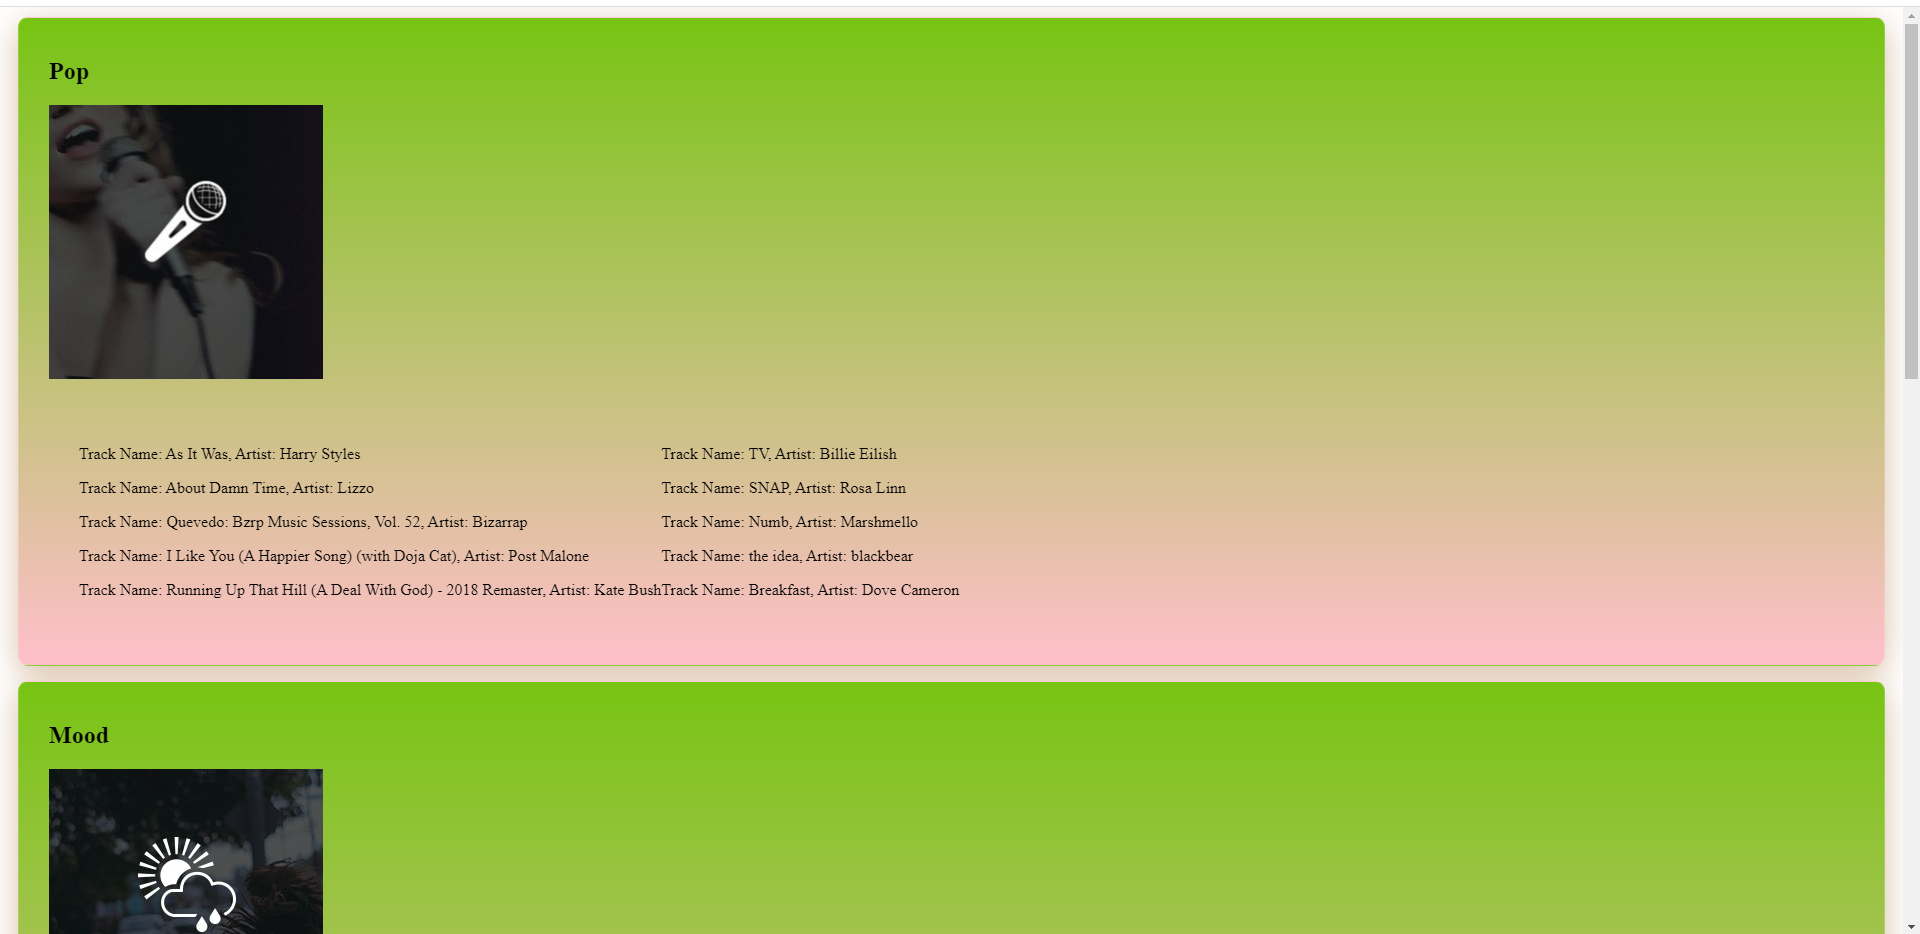 Pop
Track Name: As It Was, Artist: Harry Styles
Track Name: About Damn Time, Artist: Lizzo
Track Name: Quevedo: Bzrp Music Sessions, Vol. 52, Artist: Bizarrap
Track Name: I Like You (A Happier Song) (with Doja Cat), Artist: Post Malone
Track Name: Running Up That Hill (A Deal With God) - 2018 Remaster, Artist: Kate Bush
Track Name: TV, Artist: Billie Eilish
Track Name: SNAP, Artist: Rosa Linn
Track Name: Numb, Artist: Marshmello
Track Name: the idea, Artist: blackbear
Track Name: Breakfast, Artist: Dove Cameron
Mood